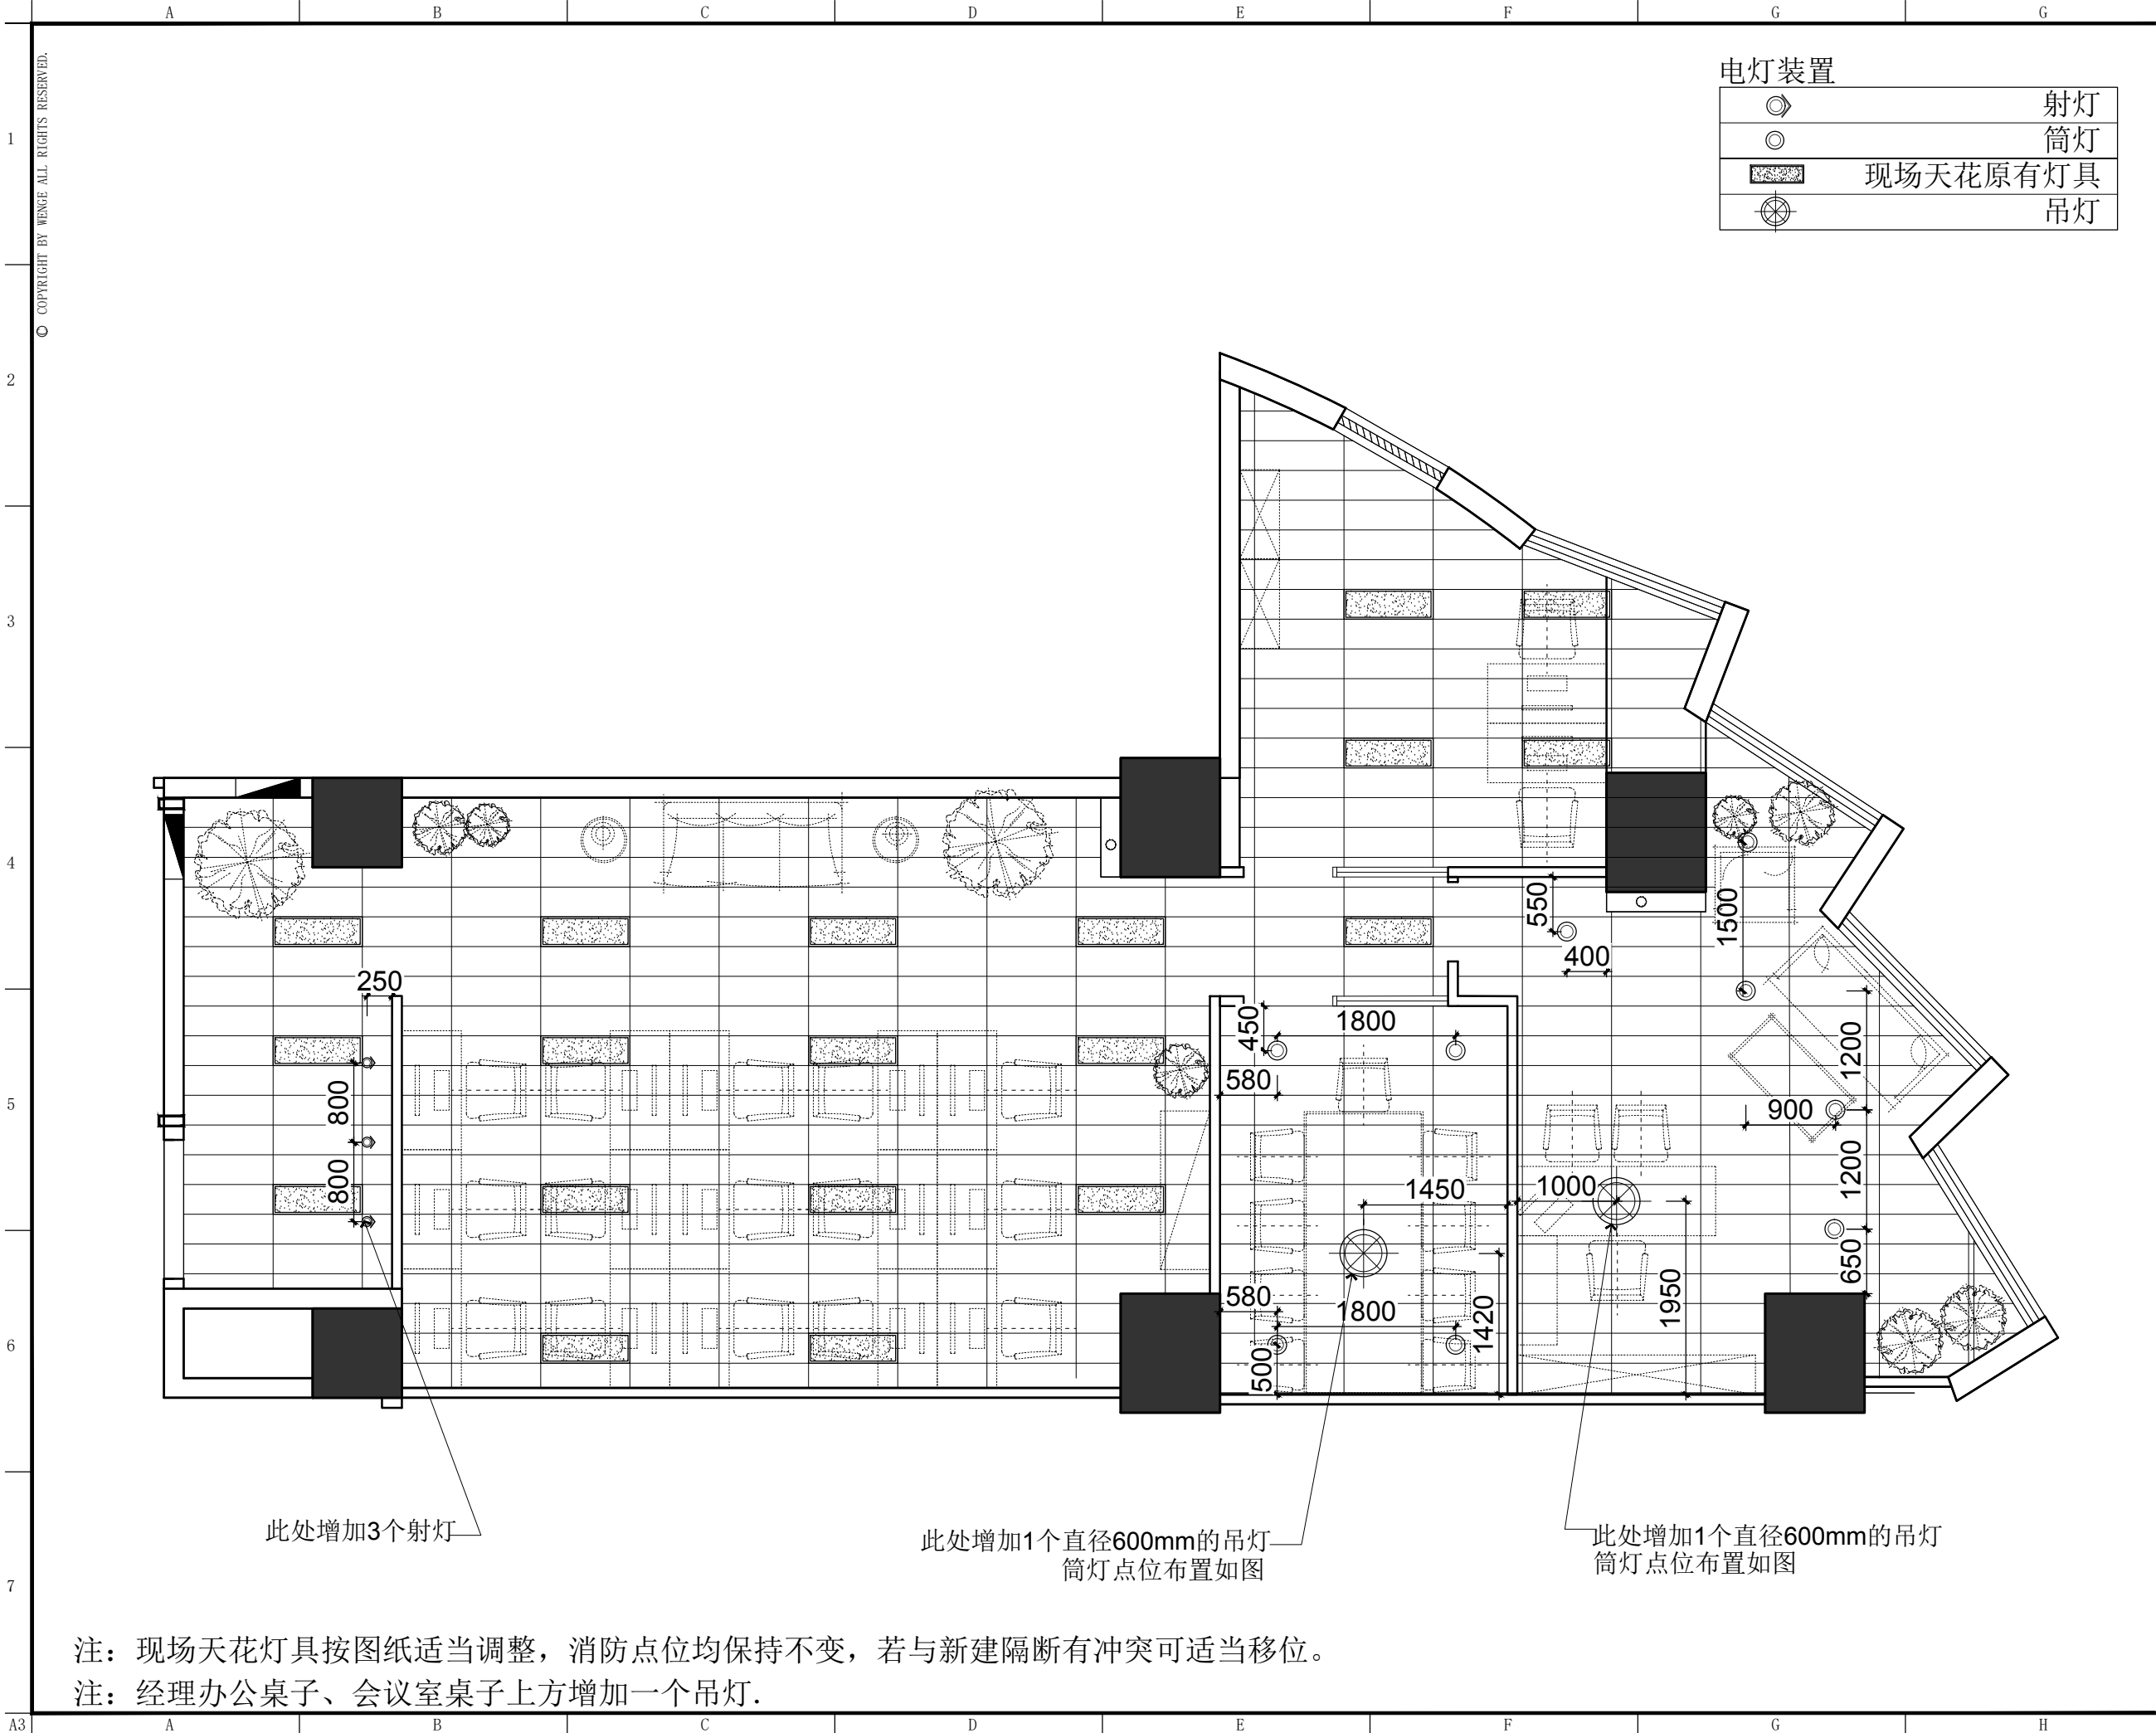 A B C D E F G G
© COPYRIGHT BY WENGE ALL RIGHTS RESERVED.
电灯装置
射灯
筒灯
现场天花原有灯具
吊灯
1
2
3
4
5
6
7
550
400
1500
250
450
1800
580
1200
900
800
800
1450
1000
1200
650
580
1800
1420
1950
500
此处增加3个射灯
此处增加1个直径600mm的吊灯
筒灯点位布置如图
此处增加1个直径600mm的吊灯
筒灯点位布置如图
注：现场天花灯具按图纸适当调整，消防点位均保持不变，若与新建隔断有冲突可适当移位。
注：经理办公桌子、会议室桌子上方增加一个吊灯.
A3 A B C D E F G H